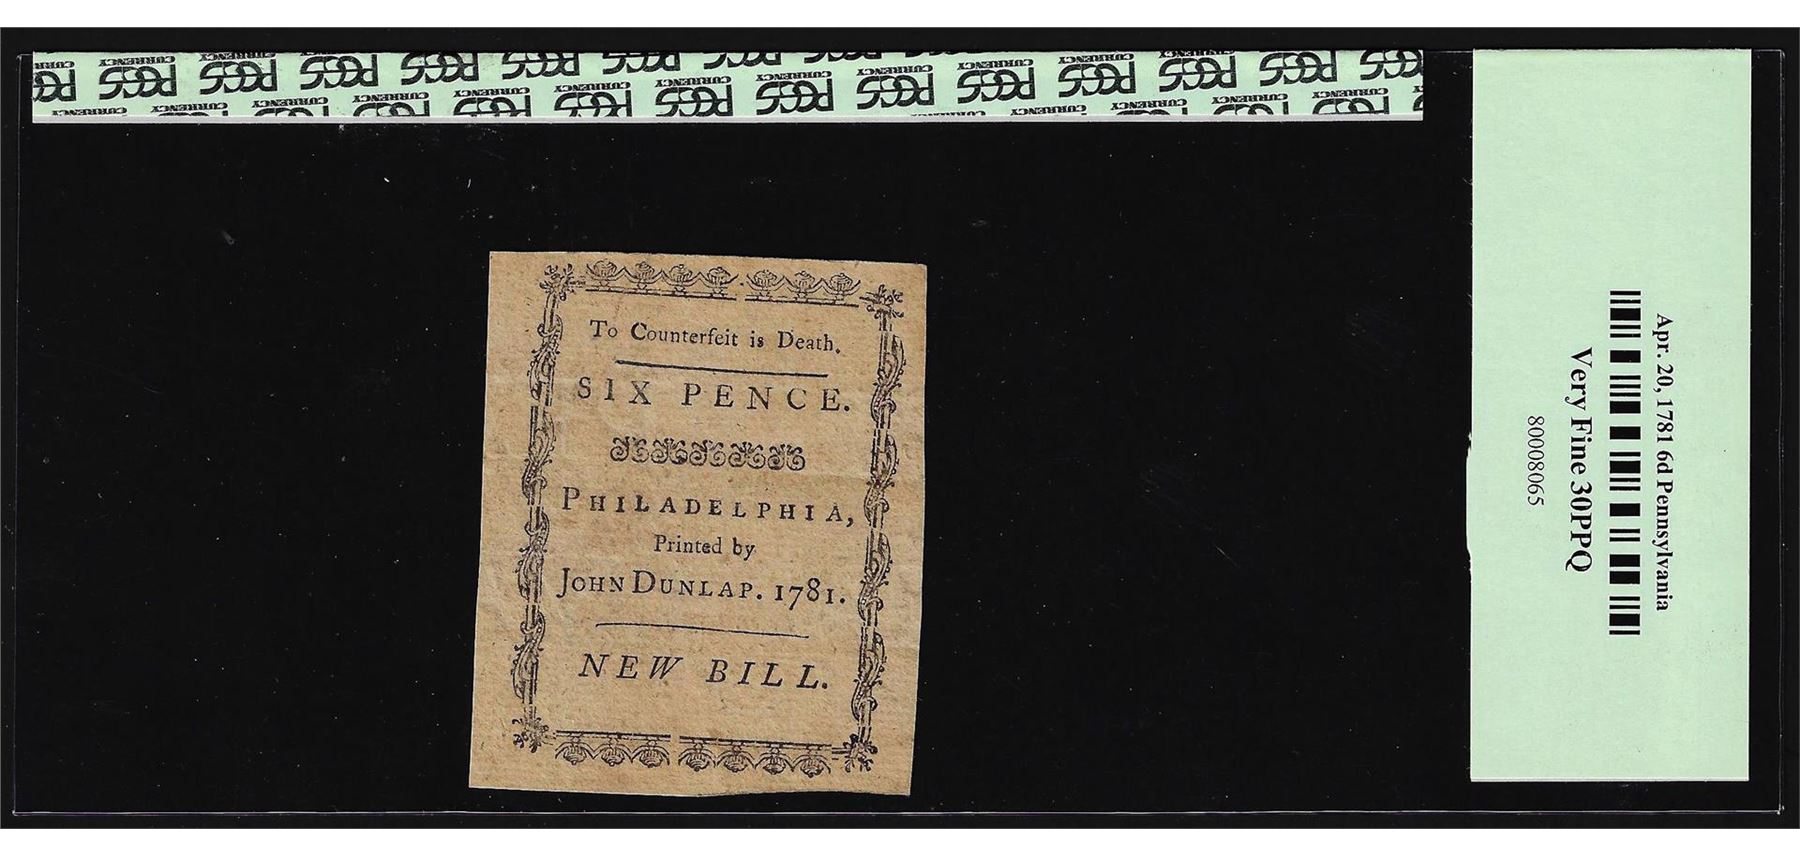 PCGS CURRENCY
To Counterfeit is Death.
SIX PENCE.
PHILADELPHIA,
Printed by
JOHN DUNLAP. 1781.
NEW BILL.
Apr. 20, 1781 6d Pennsylvania
Very Fine 30PPQ
80008065